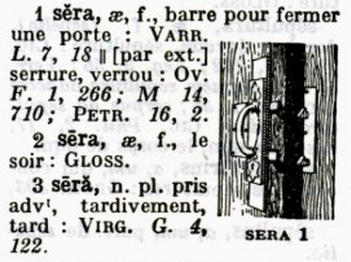 1 sĕra, æ, f., barre pour fermer
une porte : VARR.
L. 7, 18 ‖ [par ext.]
serrure, verrou : OV.
F. 1, 266 ; M 14,
710 ; PETR. 16, 2.
2 sēra, æ, f., le
soir : GLOSS.
3 sērā, n. pl. pris
advᵗ, tardivement,
tard : VIRG. G. 4,
122.
SERA 1